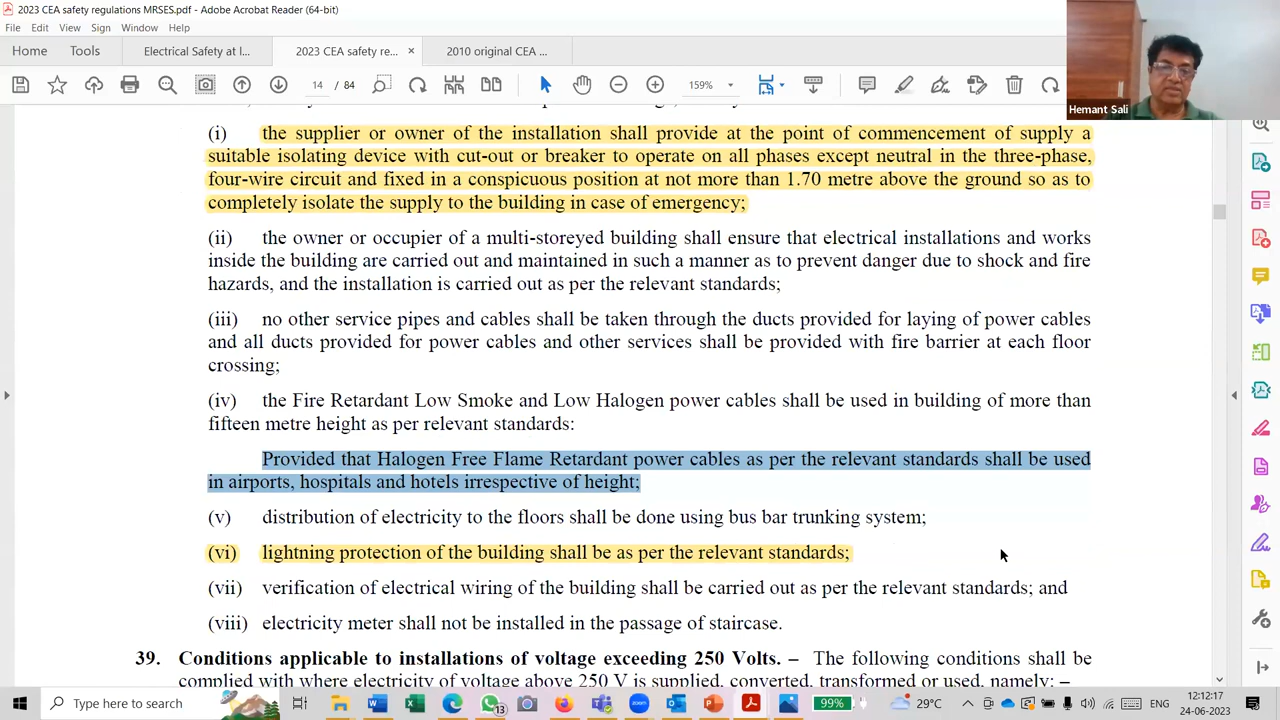 2023 CEA safety regulations MRSES.pdf - Adobe Acrobat Reader (64-bit)
File Edit View Sign Window Help
Home Tools Electrical Safety at I... 2023 CEA safety re... × 2010 original CEA ...
14 / 84 159%
Hemant Sali
(i) the supplier or owner of the installation shall provide at the point of commencement of supply a
suitable isolating device with cut-out or breaker to operate on all phases except neutral in the three-phase,
four-wire circuit and fixed in a conspicuous position at not more than 1.70 metre above the ground so as to
completely isolate the supply to the building in case of emergency;
(ii) the owner or occupier of a multi-storeyed building shall ensure that electrical installations and works
inside the building are carried out and maintained in such a manner as to prevent danger due to shock and fire
hazards, and the installation is carried out as per the relevant standards;
(iii) no other service pipes and cables shall be taken through the ducts provided for laying of power cables
and all ducts provided for power cables and other services shall be provided with fire barrier at each floor
crossing;
(iv) the Fire Retardant Low Smoke and Low Halogen power cables shall be used in building of more than
fifteen metre height as per relevant standards:
Provided that Halogen Free Flame Retardant power cables as per the relevant standards shall be used
in airports, hospitals and hotels irrespective of height;
(v) distribution of electricity to the floors shall be done using bus bar trunking system;
(vi) lightning protection of the building shall be as per the relevant standards;
(vii) verification of electrical wiring of the building shall be carried out as per the relevant standards; and
(viii) electricity meter shall not be installed in the passage of staircase.
39. Conditions applicable to installations of voltage exceeding 250 Volts. – The following conditions shall be
complied with where electricity of voltage above 250 V is supplied, converted, transformed or used, namely: –
Type here to search 13 99% 29°C ENG 12:12:17
24-06-2023